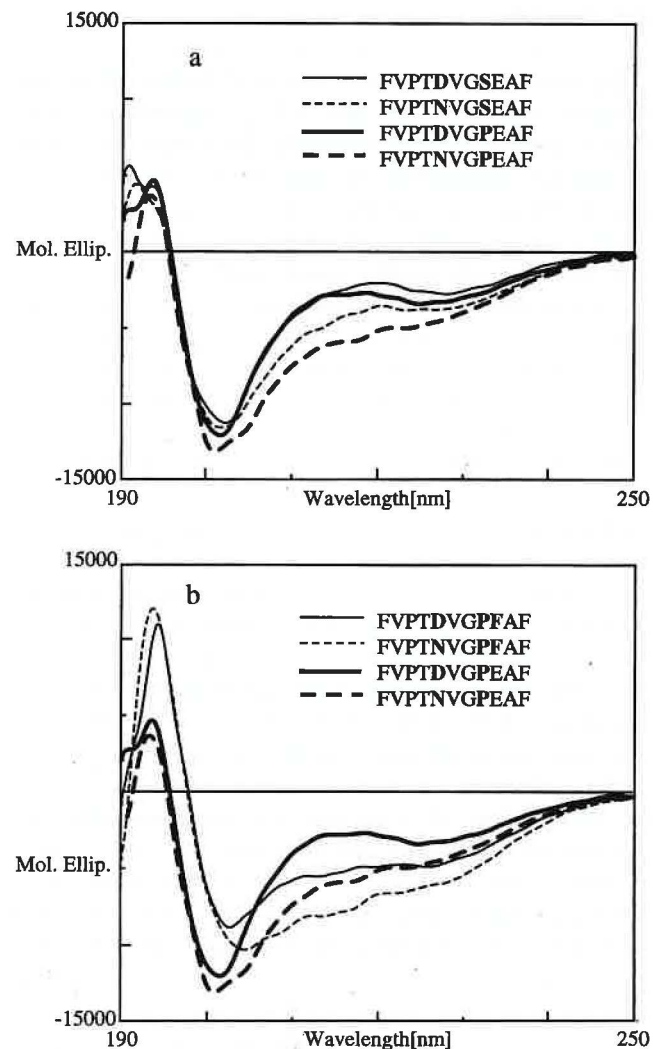 15000
a
FVPTDVGSEAF
FVPTNVGSEAF
FVPTDVGPEAF
FVPTNVGPEAF
Mol. Ellip.
-15000
190
Wavelength[nm]
250
15000
b
FVPTDVGPFAF
FVPTNVGPFAF
FVPTDVGPEAF
FVPTNVGPEAF
Mol. Ellip.
-15000
190
Wavelength[nm]
250